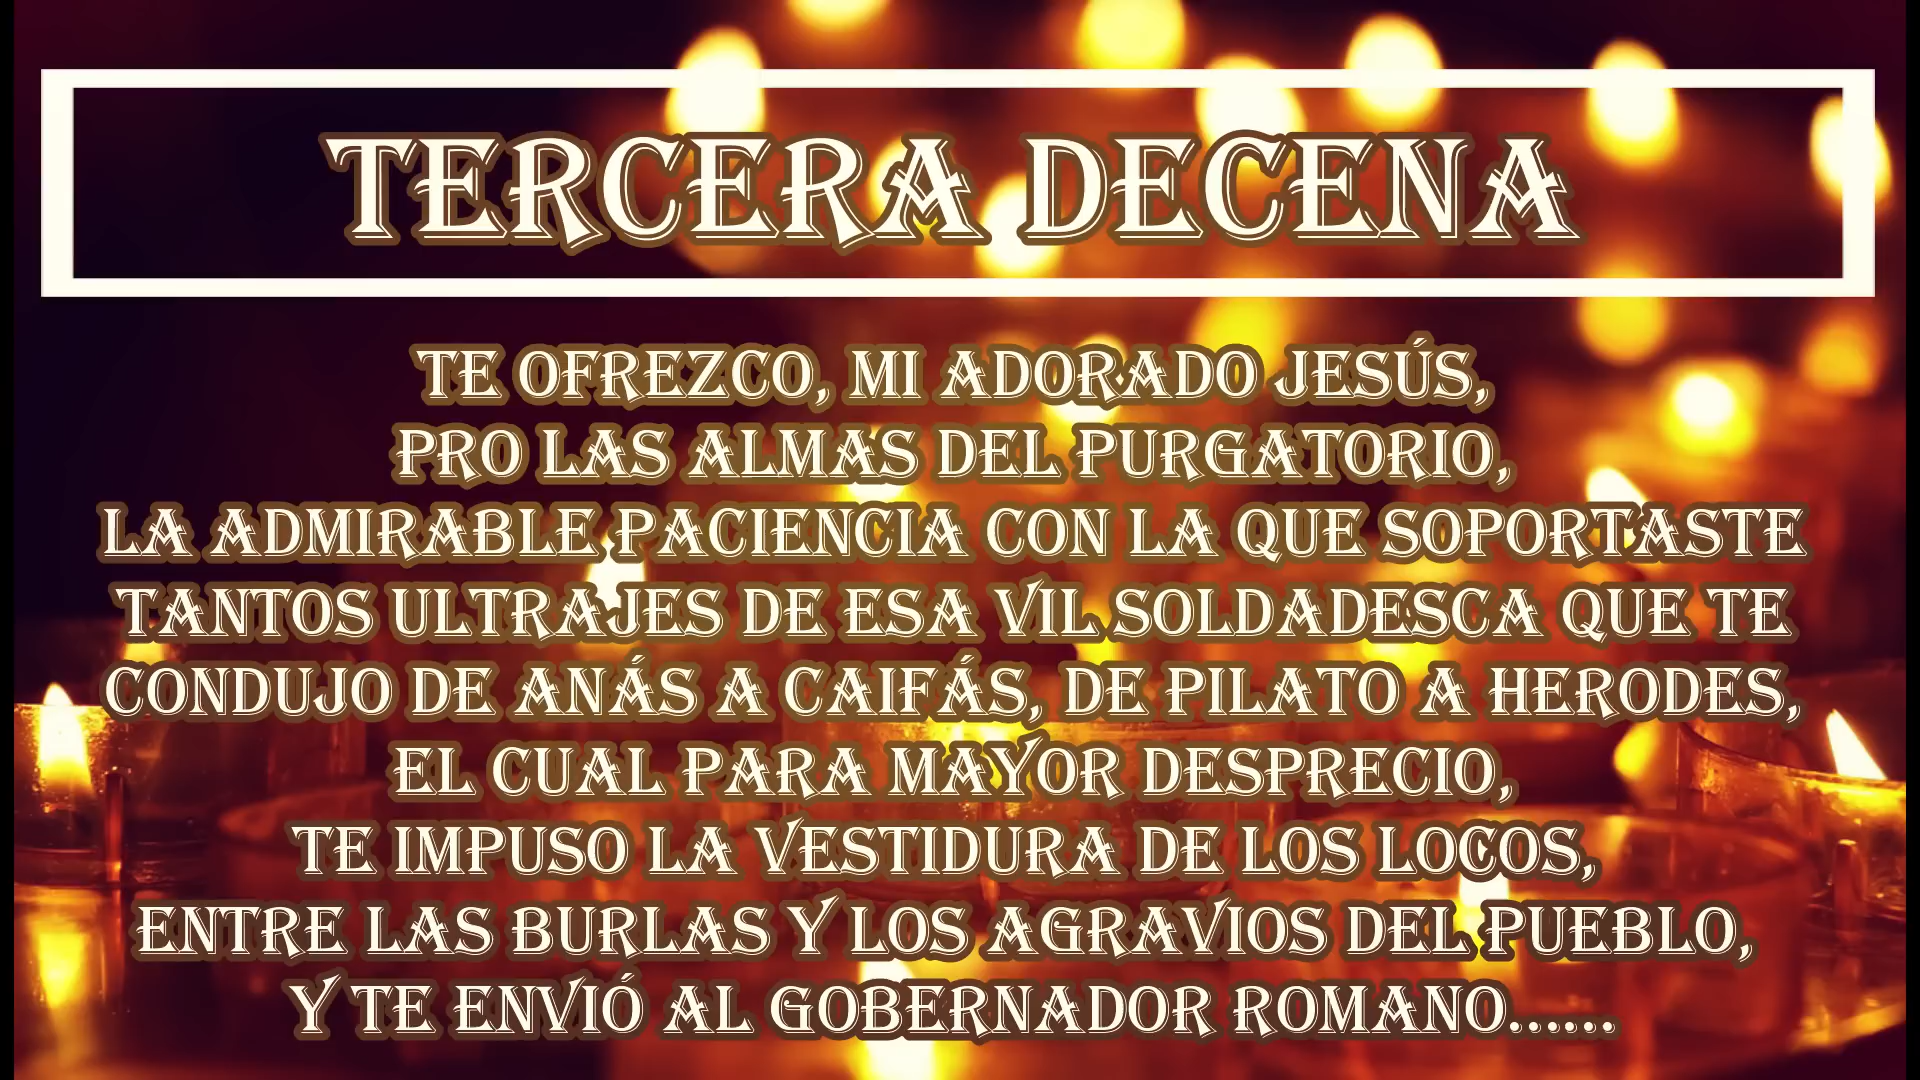 TERCERA DECENA
TE OFREZCO, MI ADORADO JESÚS,
PRO LAS ALMAS DEL PURGATORIO,
LA ADMIRABLE PACIENCIA CON LA QUE SOPORTASTE
TANTOS ULTRAJES DE ESA VIL SOLDADESCA QUE TE
CONDUJO DE ANÁS A CAIFÁS, DE PILATO A HERODES,
EL CUAL PARA MAYOR DESPRECIO,
TE IMPUSO LA VESTIDURA DE LOS LOCOS,
ENTRE LAS BURLAS Y LOS AGRAVIOS DEL PUEBLO,
Y TE ENVIÓ AL GOBERNADOR ROMANO......